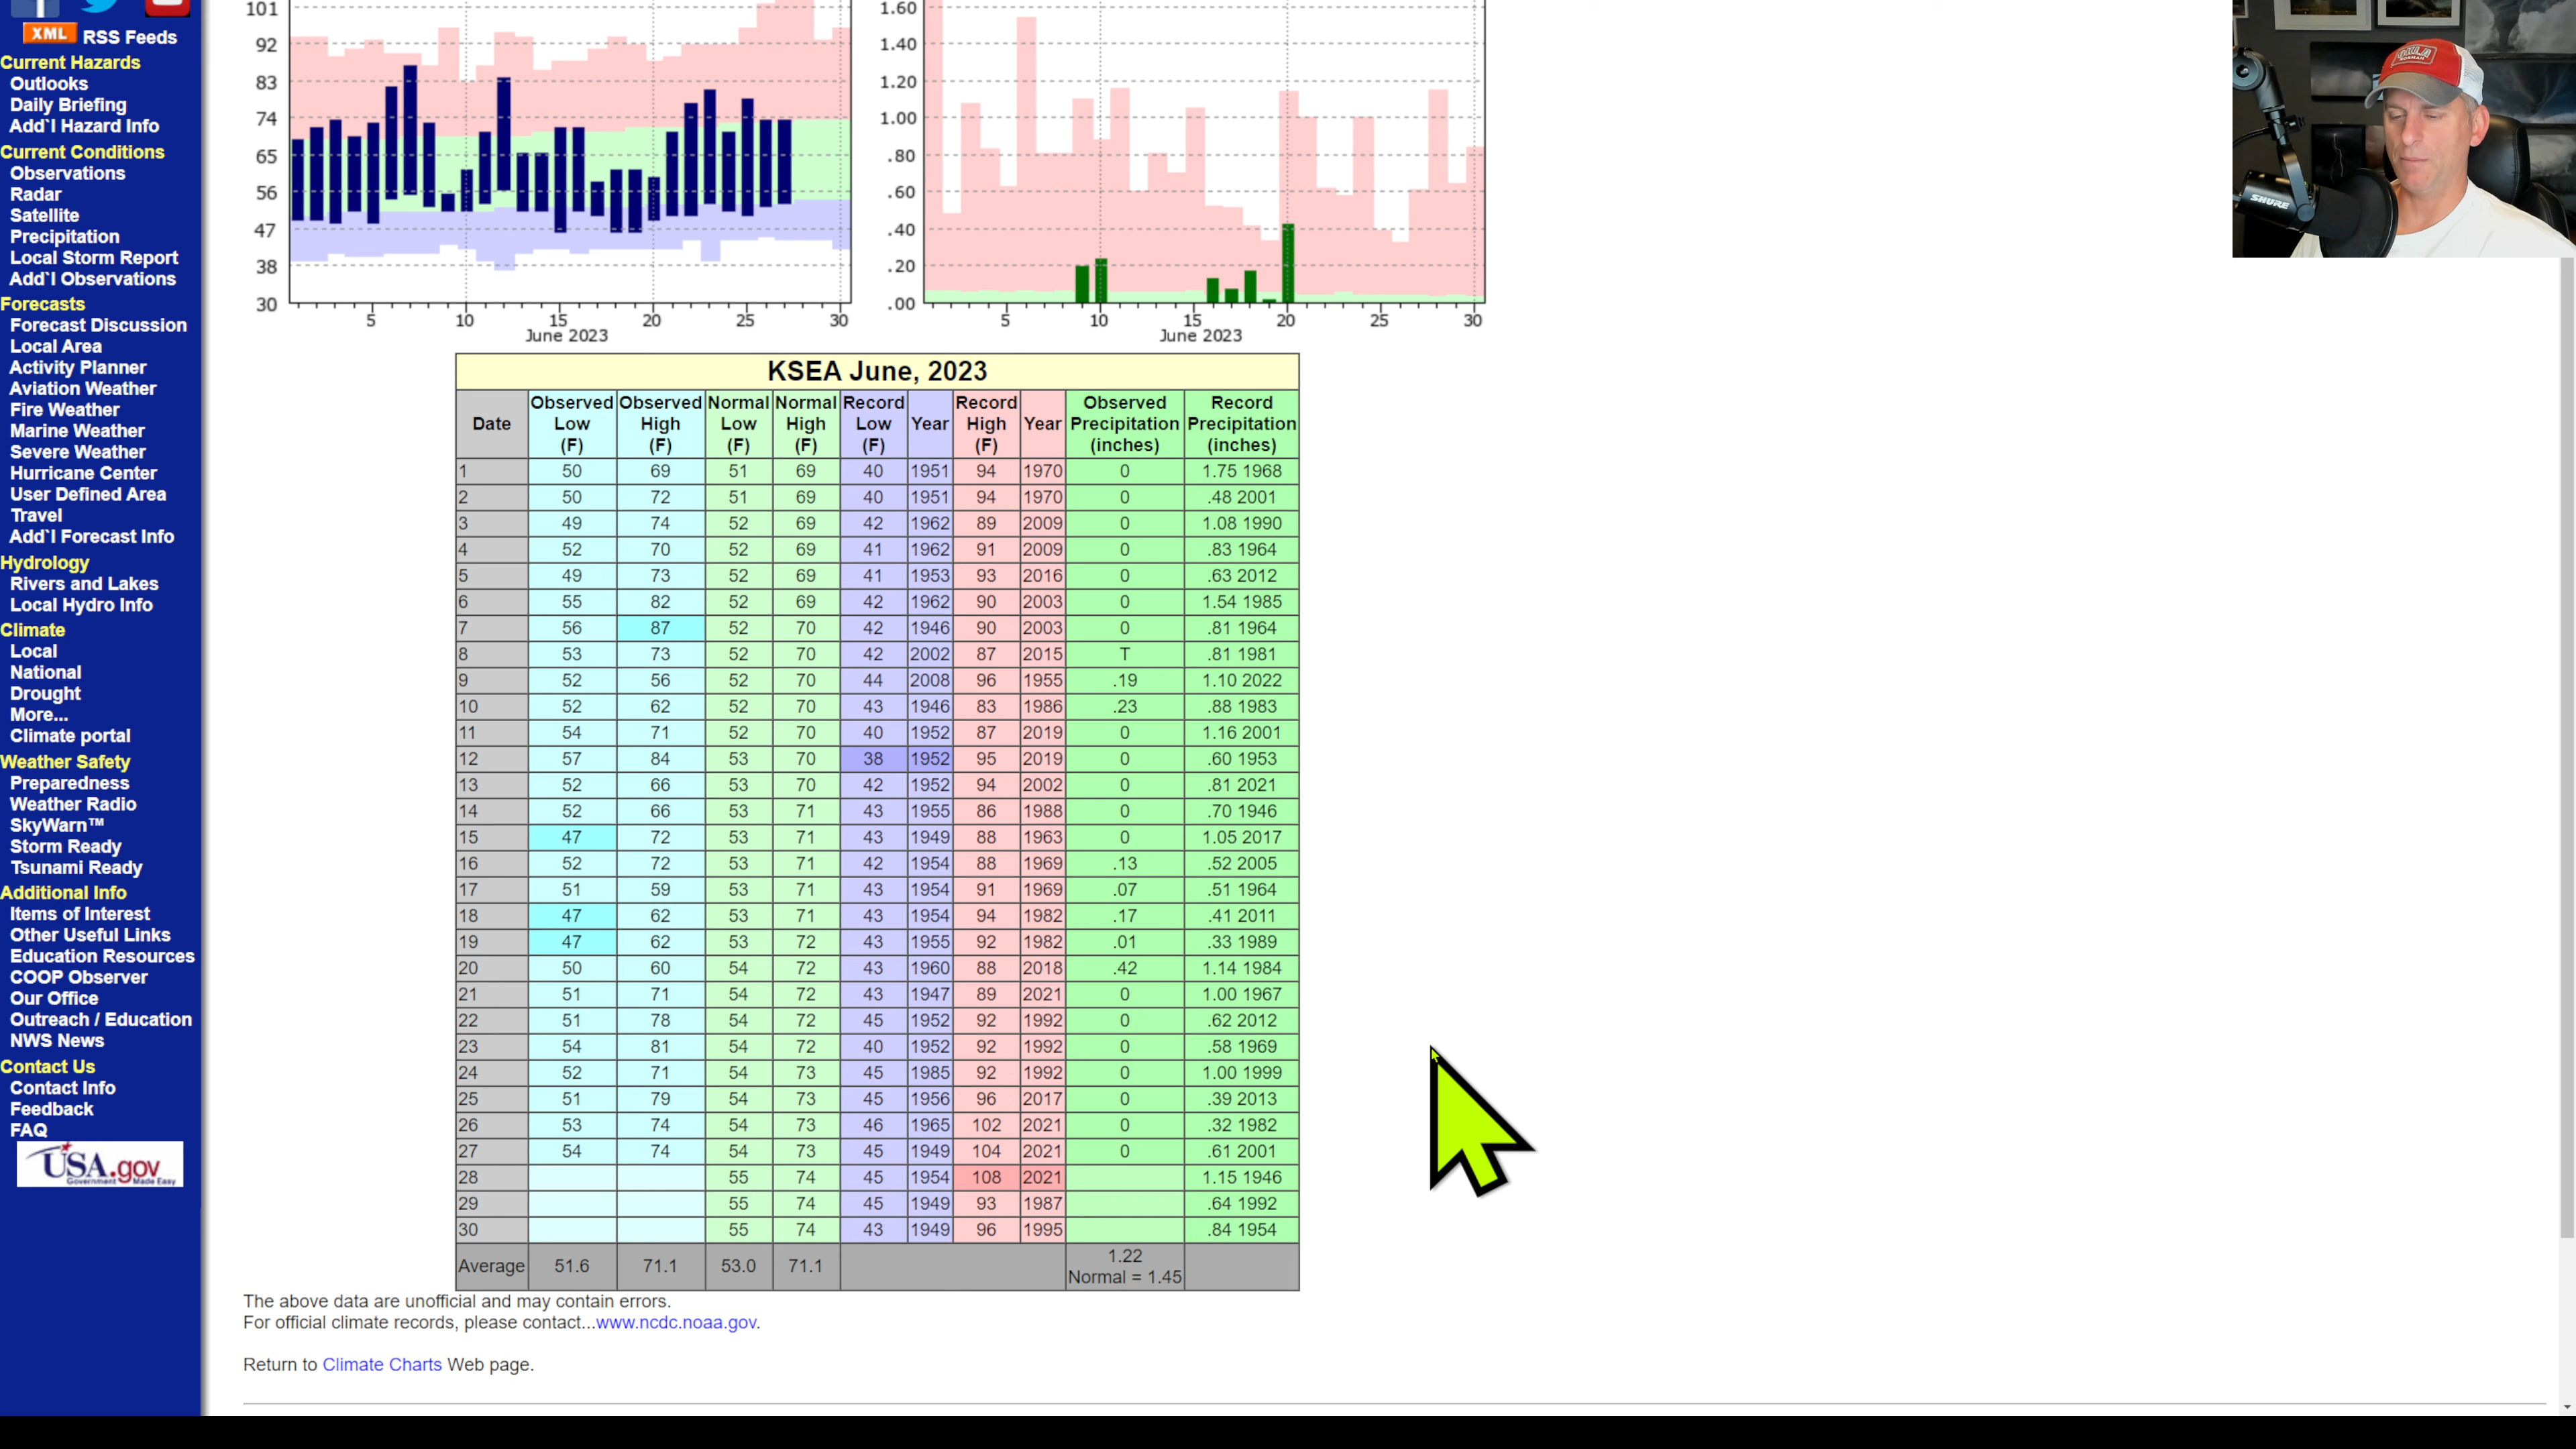 RSS Feeds
XML
Current Hazards
Outlooks
Daily Briefing
Add`l Hazard Info
Current Conditions
Observations
Radar
Satellite
Precipitation
Local Storm Report
Add`l Observations
Forecasts
Forecast Discussion
Local Area
Activity Planner
Aviation Weather
Fire Weather
Marine Weather
Severe Weather
Hurricane Center
User Defined Area
Travel
Add`l Forecast Info
Hydrology
Rivers and Lakes
Local Hydro Info
Climate
Local
National
Drought
More...
Climate portal
Weather Safety
Preparedness
Weather Radio
SkyWarn™
Storm Ready
Tsunami Ready
Additional Info
Items of Interest
Other Useful Links
Education Resources
COOP Observer
Our Office
Outreach / Education
NWS News
Contact Us
Contact Info
Feedback
FAQ
USA.gov
Government Made Easy
101
92
83
74
65
56
47
38
30
5 10 15 20 25 30
June 2023
1.60
1.40
1.20
1.00
.80
.60
.40
.20
.00
5 10 15 20 25 30
June 2023
SHURE
KSEA June, 2023
Date Observed Low (F) Observed High (F) Normal Low (F) Normal High (F) Record Low (F) Year Record High (F) Year Observed Precipitation (inches) Record Precipitation (inches)
1 50 69 51 69 40 1951 94 1970 0 1.75 1968
2 50 72 51 69 40 1951 94 1970 0 .48 2001
3 49 74 52 69 42 1962 89 2009 0 1.08 1990
4 52 70 52 69 41 1962 91 2009 0 .83 1964
5 49 73 52 69 41 1953 93 2016 0 .63 2012
6 55 82 52 69 42 1962 90 2003 0 1.54 1985
7 56 87 52 70 42 1946 90 2003 0 .81 1964
8 53 73 52 70 42 2002 87 2015 T .81 1981
9 52 56 52 70 44 2008 96 1955 .19 1.10 2022
10 52 62 52 70 43 1946 83 1986 .23 .88 1983
11 54 71 52 70 40 1952 87 2019 0 1.16 2001
12 57 84 53 70 38 1952 95 2019 0 .60 1953
13 52 66 53 70 42 1952 94 2002 0 .81 2021
14 52 66 53 71 43 1955 86 1988 0 .70 1946
15 47 72 53 71 43 1949 88 1963 0 1.05 2017
16 52 72 53 71 42 1954 88 1969 .13 .52 2005
17 51 59 53 71 43 1954 91 1969 .07 .51 1964
18 47 62 53 71 43 1954 94 1982 .17 .41 2011
19 47 62 53 72 43 1955 92 1982 .01 .33 1989
20 50 60 54 72 43 1960 88 2018 .42 1.14 1984
21 51 71 54 72 43 1947 89 2021 0 1.00 1967
22 51 78 54 72 45 1952 92 1992 0 .62 2012
23 54 81 54 72 40 1952 92 1992 0 .58 1969
24 52 71 54 73 45 1985 92 1992 0 1.00 1999
25 51 79 54 73 45 1956 96 2017 0 .39 2013
26 53 74 54 73 46 1965 102 2021 0 .32 1982
27 54 74 54 73 45 1949 104 2021 0 .61 2001
28 55 74 45 1954 108 2021 1.15 1946
29 55 74 45 1949 93 1987 .64 1992
30 55 74 43 1949 96 1995 .84 1954
Average 51.6 71.1 53.0 71.1 1.22
Normal = 1.45
The above data are unofficial and may contain errors.
For official climate records, please contact...www.ncdc.noaa.gov.
Return to Climate Charts Web page.